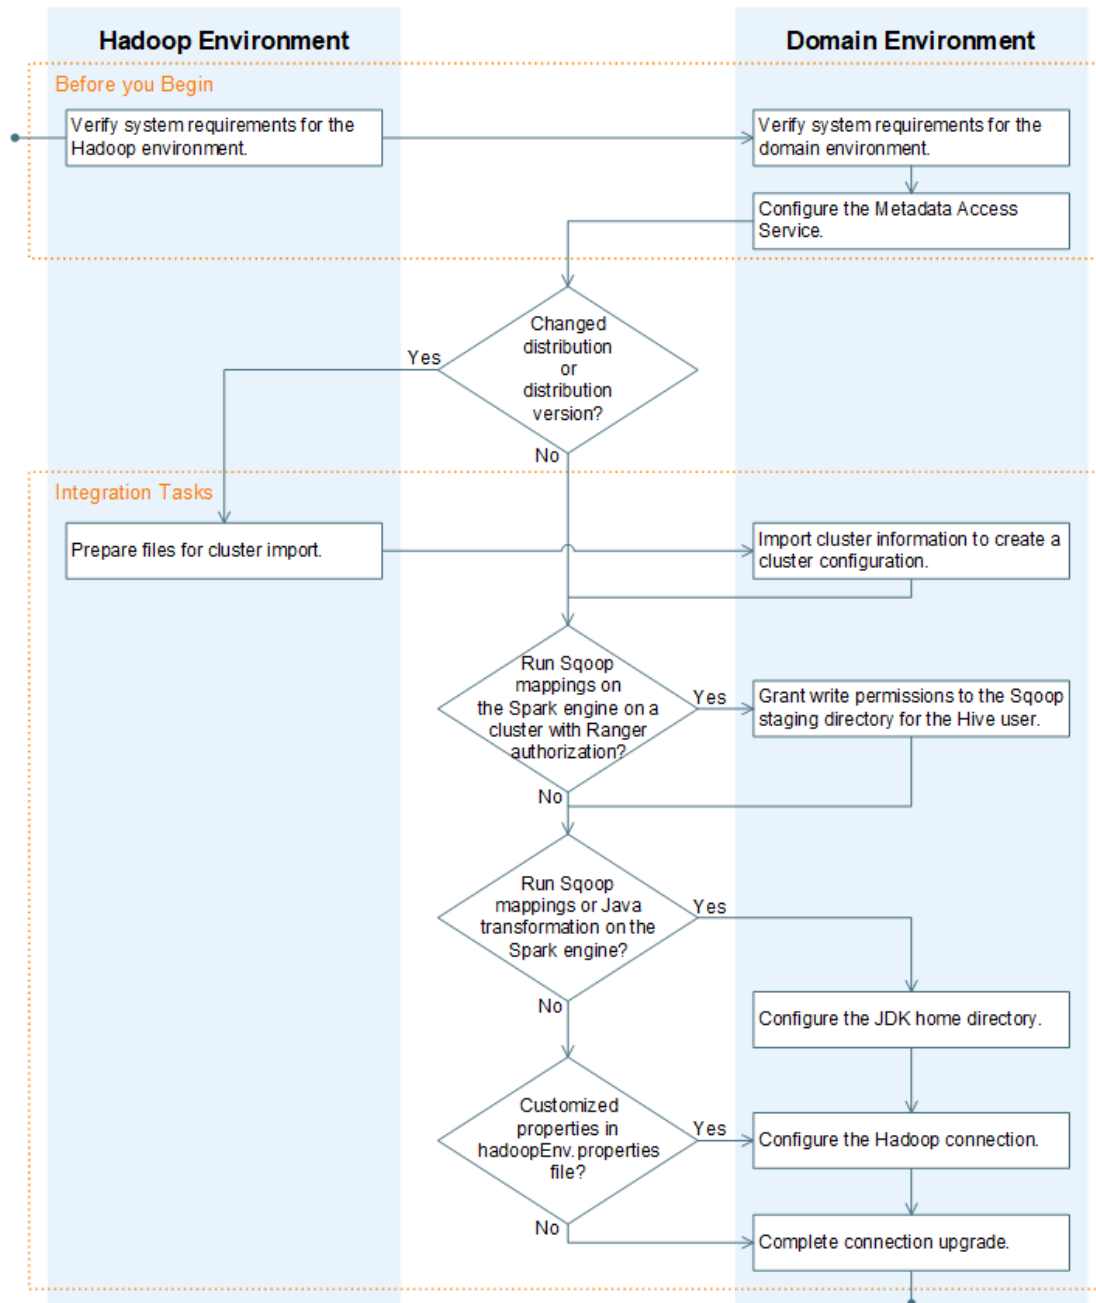 Hadoop Environment
Domain Environment
Before you Begin
Verify system requirements for the
Hadoop environment.
Verify system requirements for the
domain environment.
Configure the Metadata Access
Service.
Changed
distribution
or
distribution
version?
Yes
No
Integration Tasks
Prepare files for cluster import.
Import cluster information to create a
cluster configuration.
Run Sqoop
mappings on
the Spark engine on a
cluster with Ranger
authorization?
Yes
Grant write permissions to the Sqoop
staging directory for the Hive user.
No
Run Sqoop
mappings or Java
transformation on the
Spark engine?
Yes
No
Configure the JDK home directory.
Customized
properties in
hadoopEnv.properties
file?
Yes
Configure the Hadoop connection.
No
Complete connection upgrade.